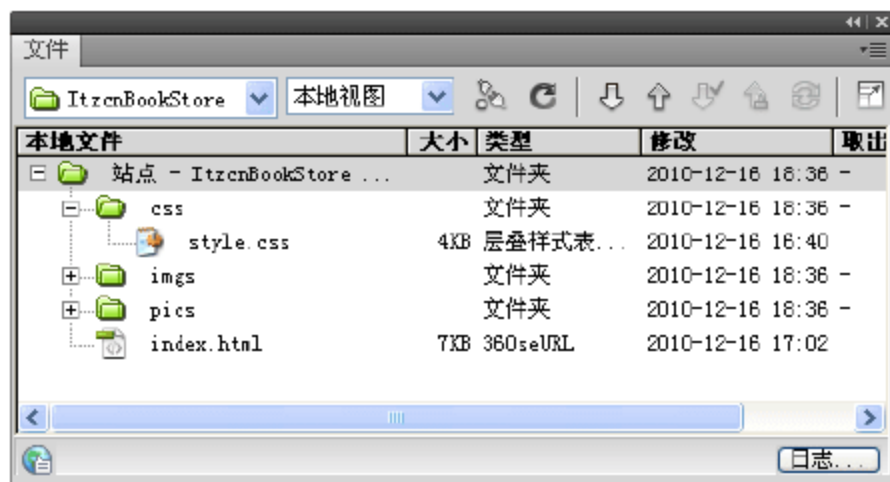 文件
ItzcnBookStore 本地视图
本地文件 大小 类型 修改 取出
站点 - ItzcnBookStore ... 文件夹 2010-12-16 18:36 -
css 文件夹 2010-12-16 18:36 -
style.css 4KB 层叠样式表... 2010-12-16 16:40
imgs 文件夹 2010-12-16 18:36 -
pics 文件夹 2010-12-16 18:36 -
index.html 7KB 360seURL 2010-12-16 17:02
日志...